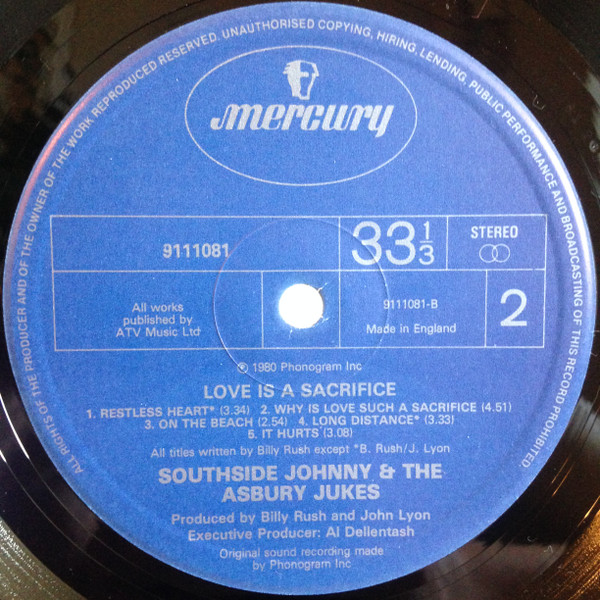 ALL RIGHTS OF THE PRODUCER AND OF THE OWNER OF THE WORK REPRODUCED RESERVED. UNAUTHORISED COPYING, HIRING, LENDING, PUBLIC PERFORMANCE AND BROADCASTING OF THIS RECORD PROHIBITED.
mercury
9111081
33 1/3
STEREO
All works
published by
ATV Music Ltd
9111081-B
Made in England
2
℗ 1980 Phonogram Inc
LOVE IS A SACRIFICE
1. RESTLESS HEART* (3.34) 2. WHY IS LOVE SUCH A SACRIFICE (4.51)
3. ON THE BEACH (2.54) 4. LONG DISTANCE* (3.33)
5. IT HURTS (3.08)
All titles written by Billy Rush except *B. Rush/J. Lyon
SOUTHSIDE JOHNNY & THE
ASBURY JUKES
Produced by Billy Rush and John Lyon
Executive Producer: Al Dellentash
Original sound recording made
by Phonogram Inc